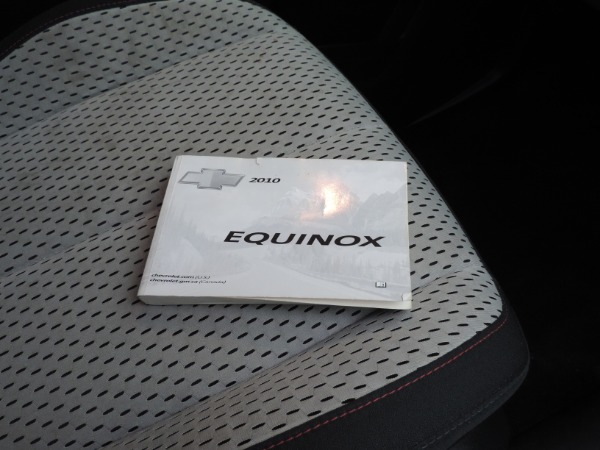 2010
EQUINOX
chevrolet.com (U.S.)
chevrolet.gm.ca (Canada)